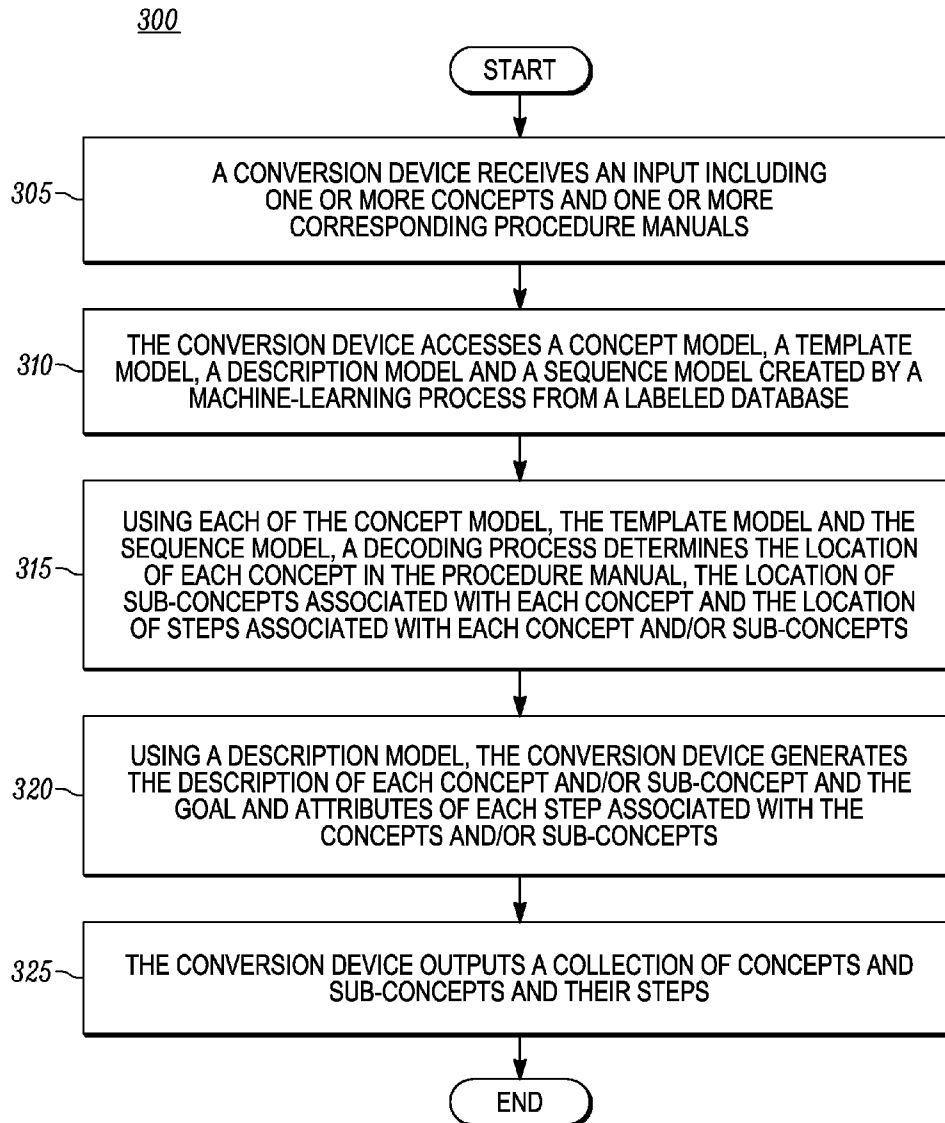 300
START
305
A CONVERSION DEVICE RECEIVES AN INPUT INCLUDING
ONE OR MORE CONCEPTS AND ONE OR MORE
CORRESPONDING PROCEDURE MANUALS
310
THE CONVERSION DEVICE ACCESSES A CONCEPT MODEL, A TEMPLATE
MODEL, A DESCRIPTION MODEL AND A SEQUENCE MODEL CREATED BY A
MACHINE-LEARNING PROCESS FROM A LABELED DATABASE
315
USING EACH OF THE CONCEPT MODEL, THE TEMPLATE MODEL AND THE
SEQUENCE MODEL, A DECODING PROCESS DETERMINES THE LOCATION
OF EACH CONCEPT IN THE PROCEDURE MANUAL, THE LOCATION OF
SUB-CONCEPTS ASSOCIATED WITH EACH CONCEPT AND THE LOCATION
OF STEPS ASSOCIATED WITH EACH CONCEPT AND/OR SUB-CONCEPTS
320
USING A DESCRIPTION MODEL, THE CONVERSION DEVICE GENERATES
THE DESCRIPTION OF EACH CONCEPT AND/OR SUB-CONCEPT AND THE
GOAL AND ATTRIBUTES OF EACH STEP ASSOCIATED WITH THE
CONCEPTS AND/OR SUB-CONCEPTS
325
THE CONVERSION DEVICE OUTPUTS A COLLECTION OF CONCEPTS AND
SUB-CONCEPTS AND THEIR STEPS
END